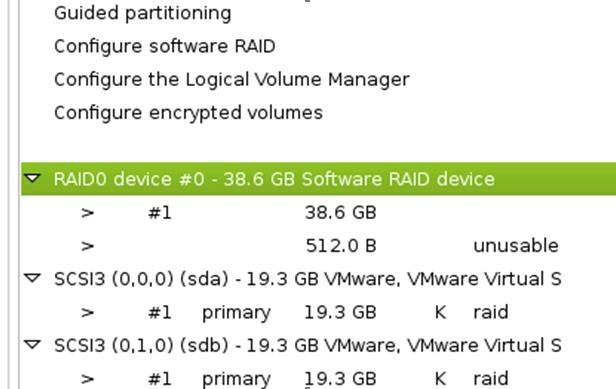 Guided partitioning
Configure software RAID
Configure the Logical Volume Manager
Configure encrypted volumes
RAID0 device #0 - 38.6 GB Software RAID device
> #1 38.6 GB
> 512.0 B unusable
SCSI3 (0,0,0) (sda) - 19.3 GB VMware, VMware Virtual S
> #1 primary 19.3 GB K raid
SCSI3 (0,1,0) (sdb) - 19.3 GB VMware, VMware Virtual S
> #1 primary 19.3 GB K raid